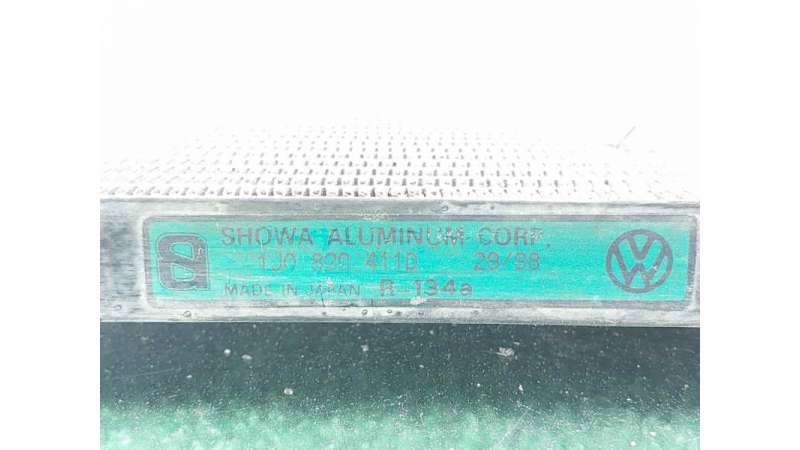 SHOWA ALUMINUM CORP.
1J0 820 411D 29/98
MADE IN JAPAN R-134a